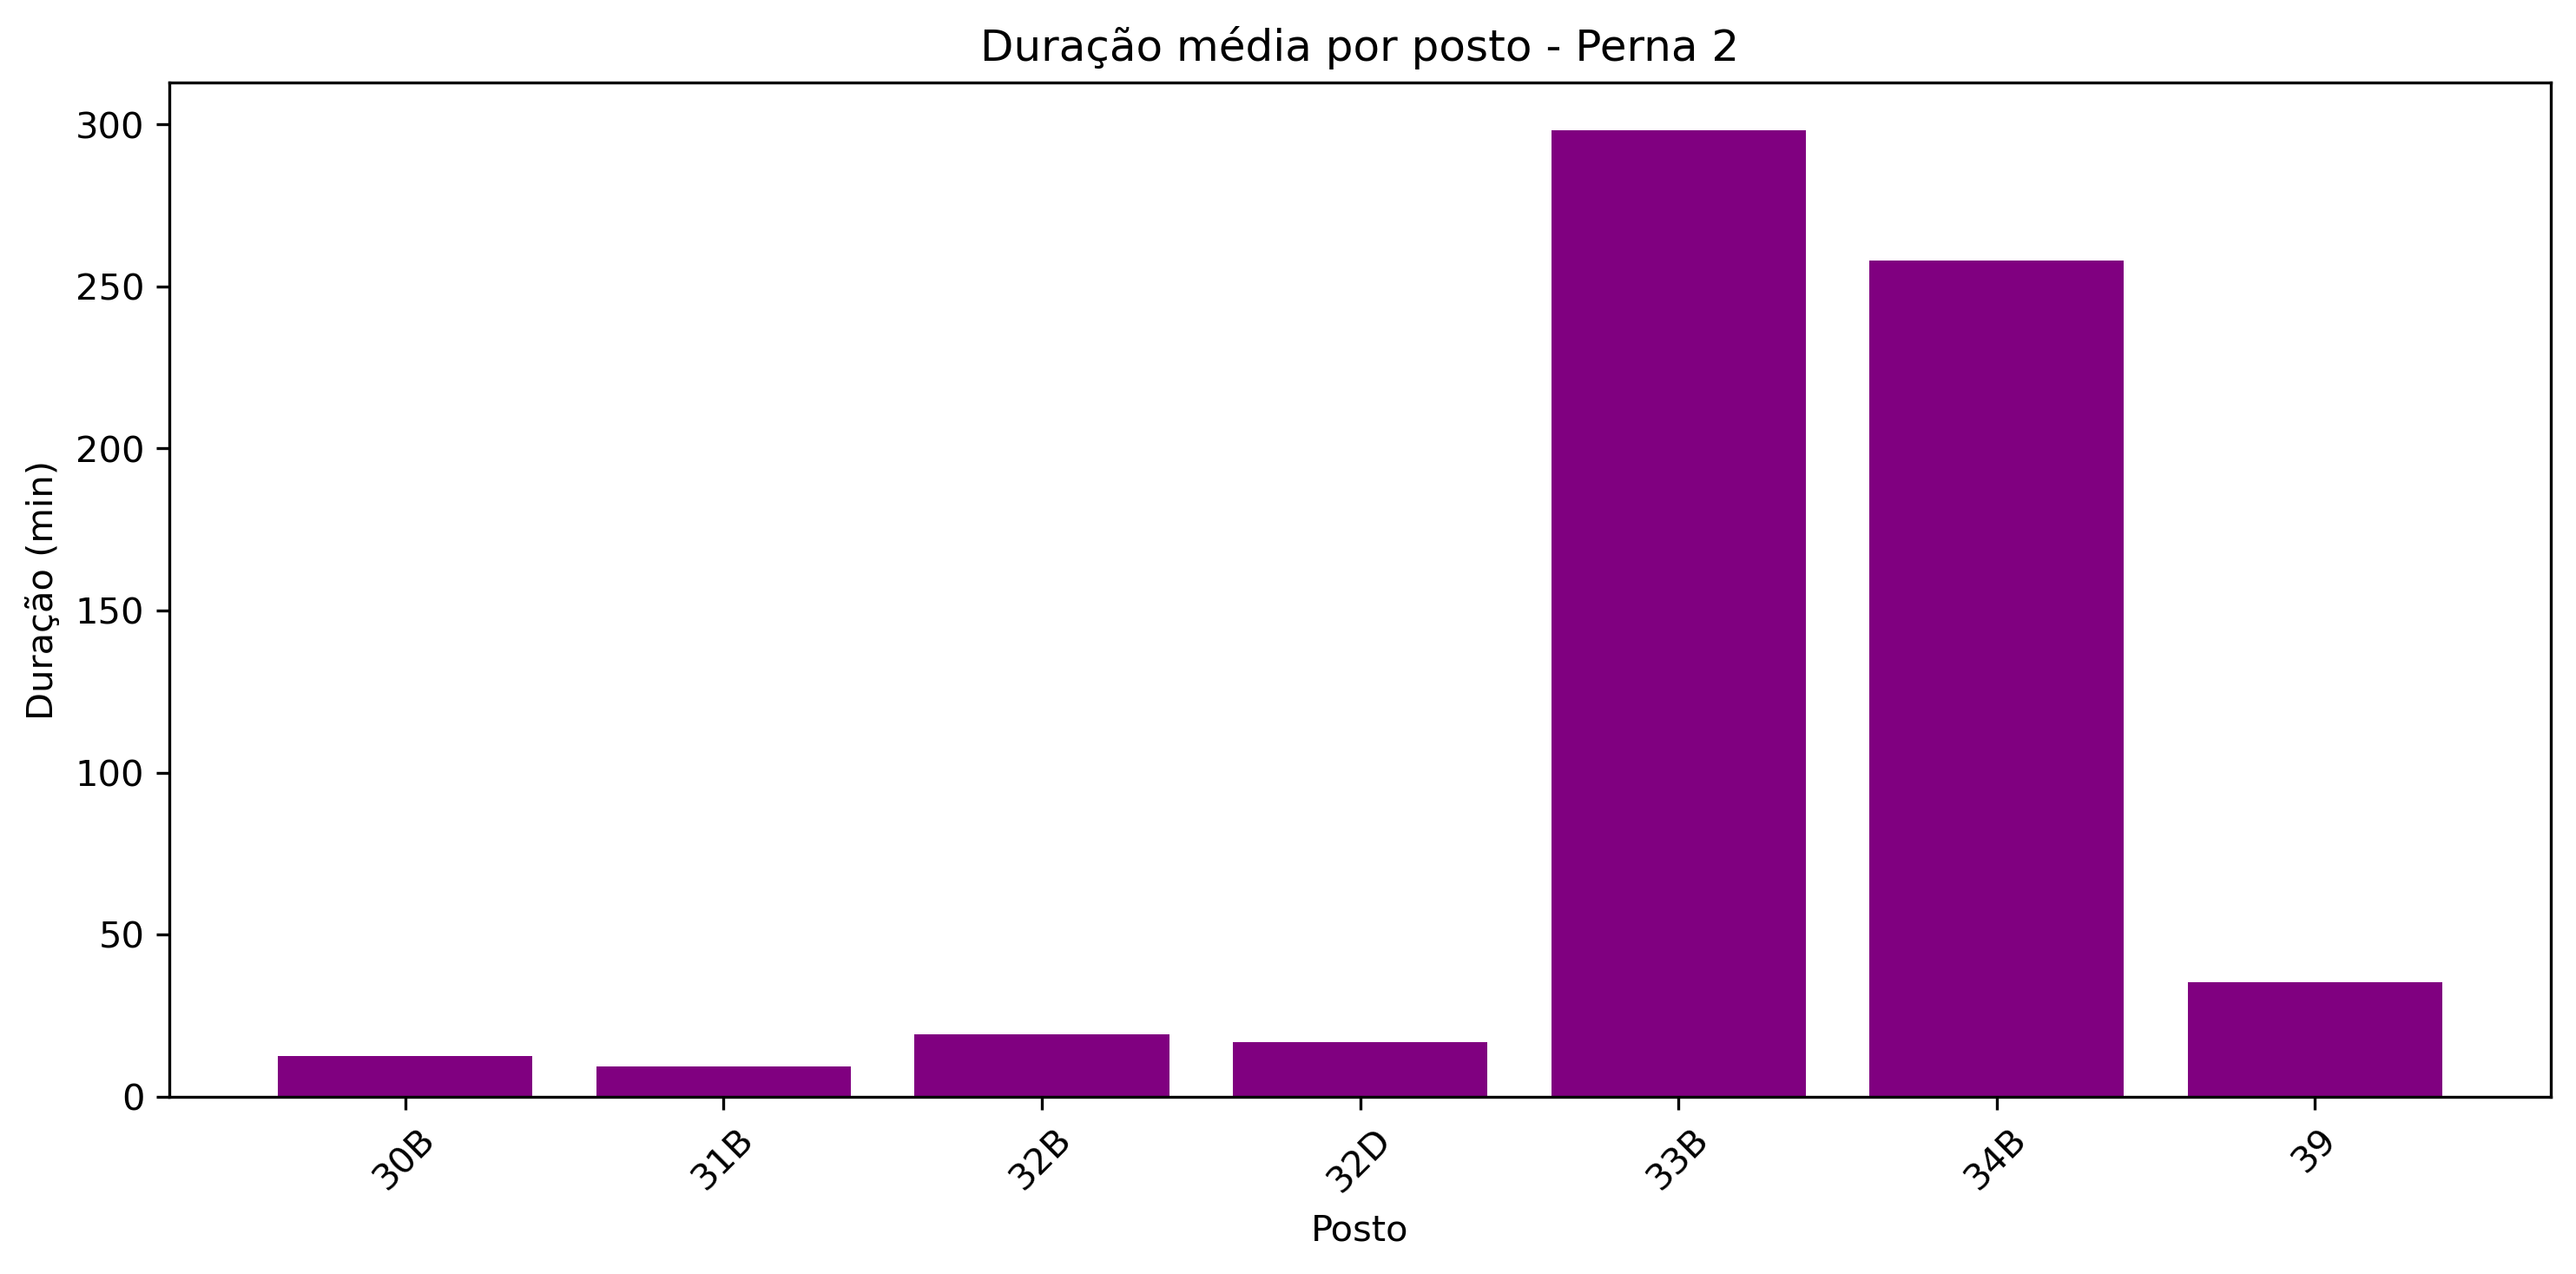 Duração média por posto - Perna 2
Duração (min)
300
250
200
150
100
50
0
30B
31B
32B
32D
33B
34B
39
Posto